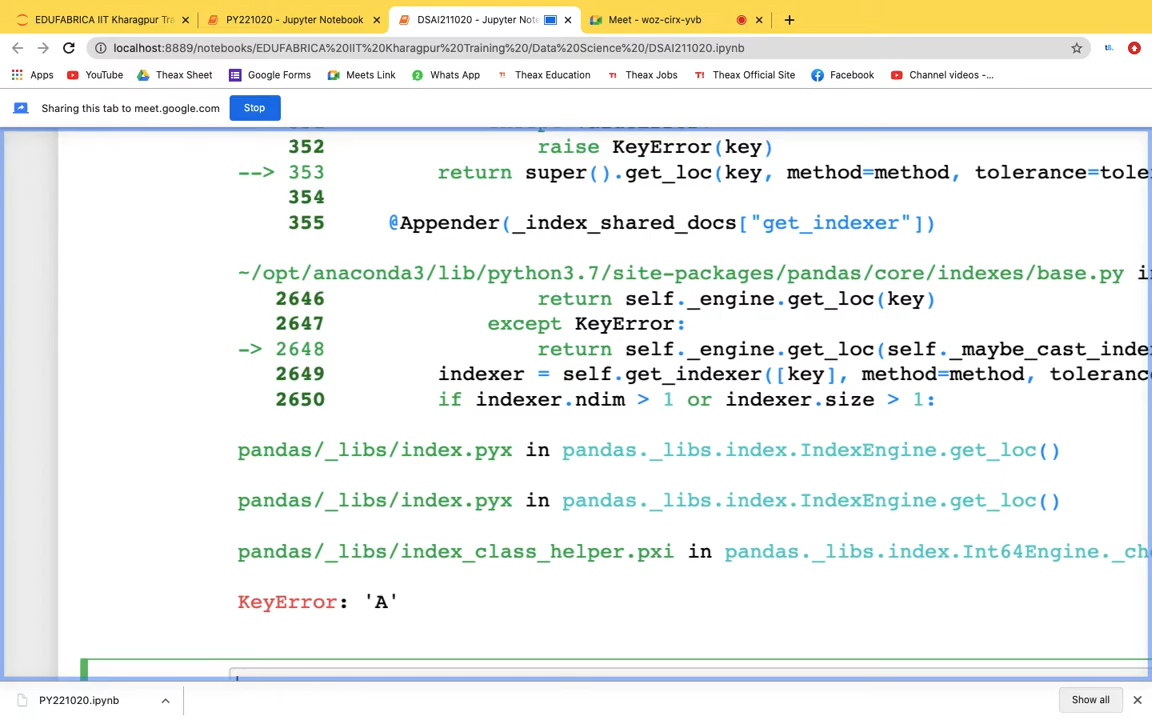 EDUFABRICA IIT Kharagpur Tra
PY221020 - Jupyter Notebook
DSAI211020 - Jupyter Note
Meet - woz-cirx-yvb
localhost:8889/notebooks/EDUFABRICA%20IIT%20Kharagpur%20Training%20/Data%20Science%20/DSAI211020.ipynb
Apps YouTube Theax Sheet Google Forms Meets Link Whats App Theax Education Theax Jobs Theax Official Site Facebook Channel videos -...
Sharing this tab to meet.google.com Stop
352 raise KeyError(key)
--> 353 return super().get_loc(key, method=method, tolerance=tole
354
355 @Appender(_index_shared_docs["get_indexer"])
~/opt/anaconda3/lib/python3.7/site-packages/pandas/core/indexes/base.py in
2646 return self._engine.get_loc(key)
2647 except KeyError:
-> 2648 return self._engine.get_loc(self._maybe_cast_inde
2649 indexer = self.get_indexer([key], method=method, toleranc
2650 if indexer.ndim > 1 or indexer.size > 1:
pandas/_libs/index.pyx in pandas._libs.index.IndexEngine.get_loc()
pandas/_libs/index.pyx in pandas._libs.index.IndexEngine.get_loc()
pandas/_libs/index_class_helper.pxi in pandas._libs.index.Int64Engine._ch
KeyError: 'A'
PY221020.ipynb
Show all